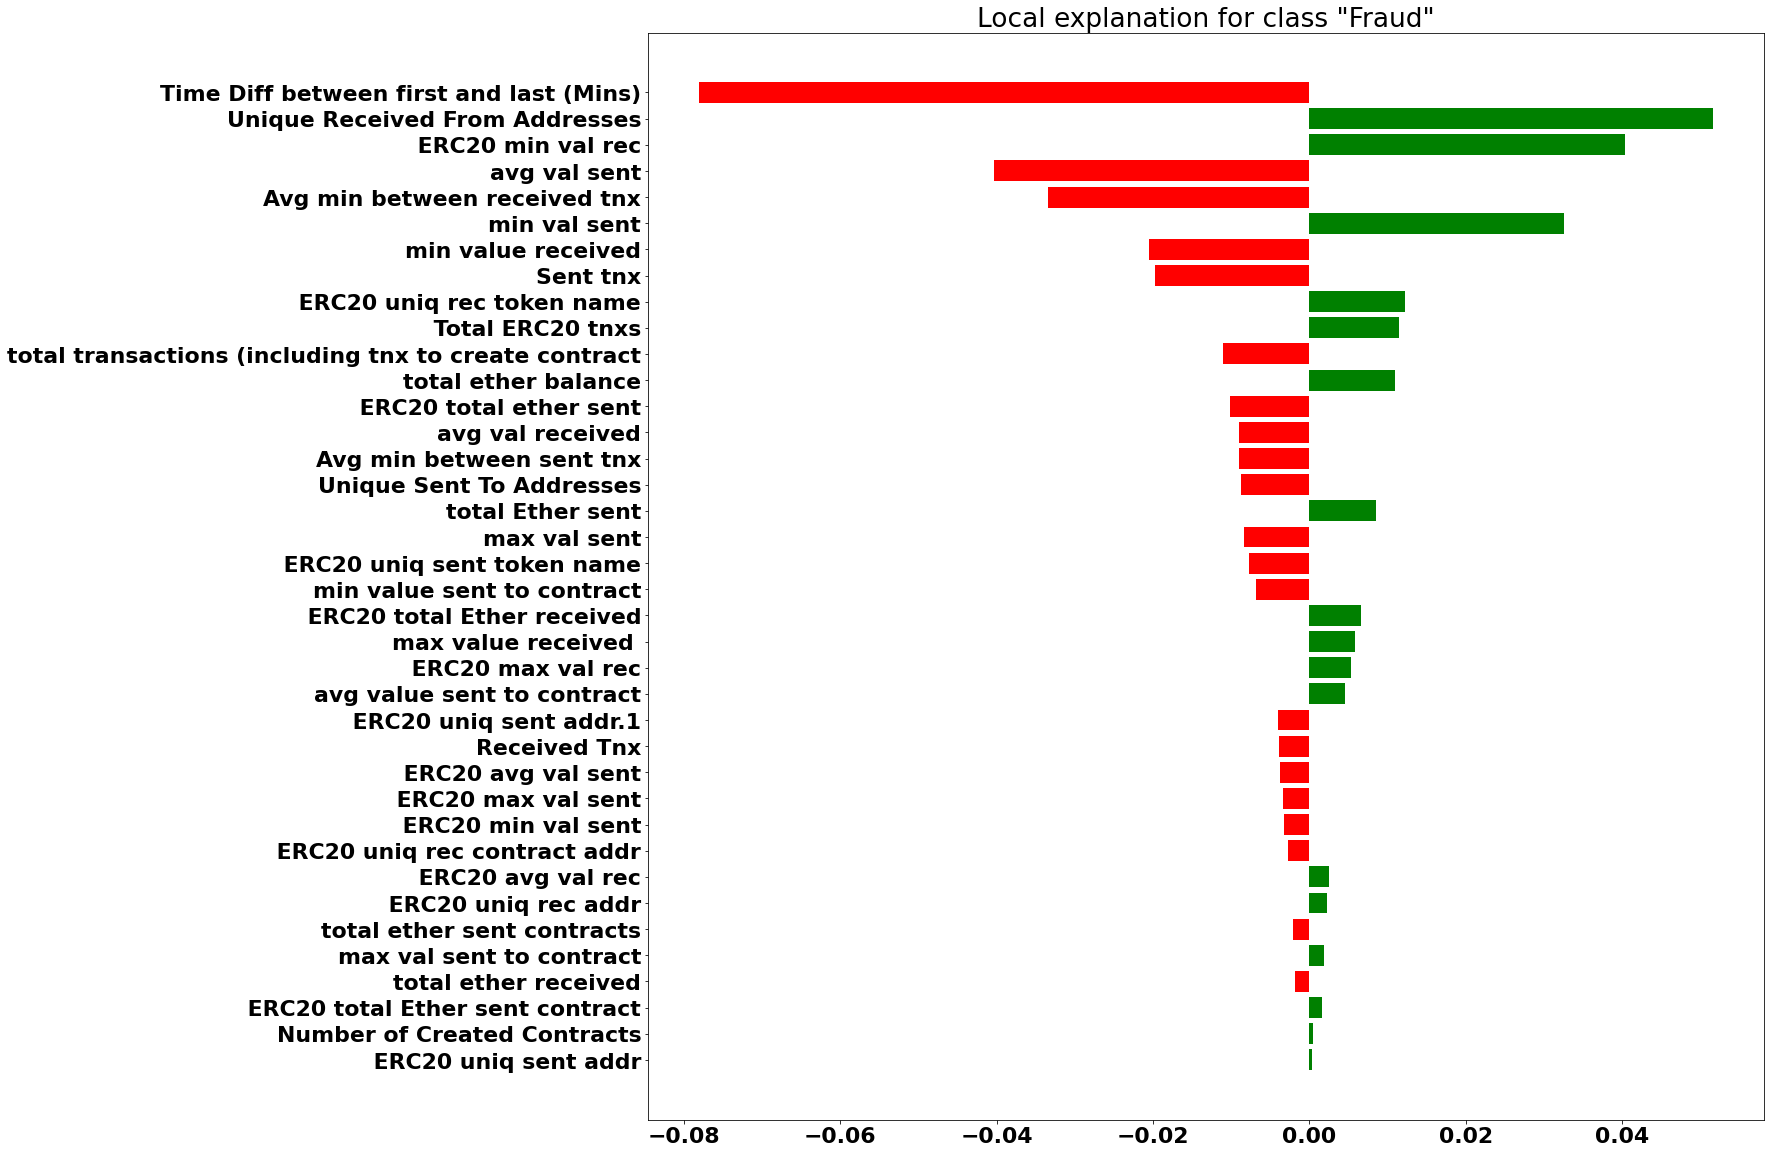 Local explanation for class "Fraud"
Time Diff between first and last (Mins)
Unique Received From Addresses
ERC20 min val rec
avg val sent
Avg min between received tnx
min val sent
min value received
Sent tnx
ERC20 uniq rec token name
Total ERC20 tnxs
total transactions (including tnx to create contract
total ether balance
ERC20 total ether sent
avg val received
Avg min between sent tnx
Unique Sent To Addresses
total Ether sent
max val sent
ERC20 uniq sent token name
min value sent to contract
ERC20 total Ether received
max value received
ERC20 max val rec
avg value sent to contract
ERC20 uniq sent addr.1
Received Tnx
ERC20 avg val sent
ERC20 max val sent
ERC20 min val sent
ERC20 uniq rec contract addr
ERC20 avg val rec
ERC20 uniq rec addr
total ether sent contracts
max val sent to contract
total ether received
ERC20 total Ether sent contract
Number of Created Contracts
ERC20 uniq sent addr
−0.08 −0.06 −0.04 −0.02 0.00 0.02 0.04